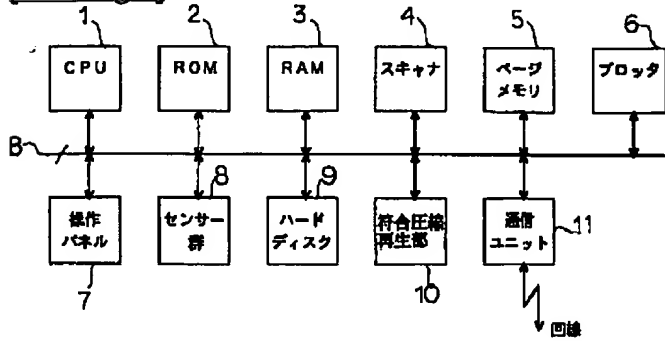 1
2
3
4
5
6
CPU
ROM
RAM
スキャナ
ページ
メモリ
プロッタ
B
操作
パネル
センサー
群
ハード
ディスク
符合圧縮
再生部
通信
ユニット
7
8
9
10
11
回線